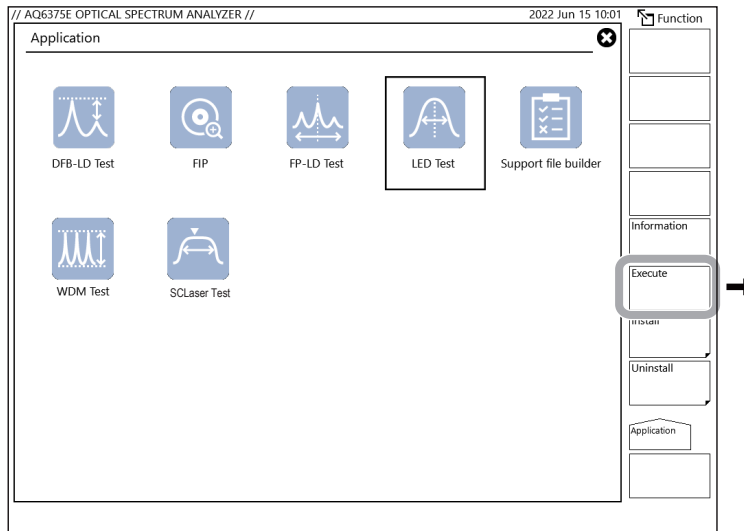 // AQ6375E OPTICAL SPECTRUM ANALYZER // 2022 Jun 15 10:01
Function
Application
DFB-LD Test FIP FP-LD Test LED Test Support file builder
WDM Test SCLaser Test
Information
Execute
Install
Uninstall
Application